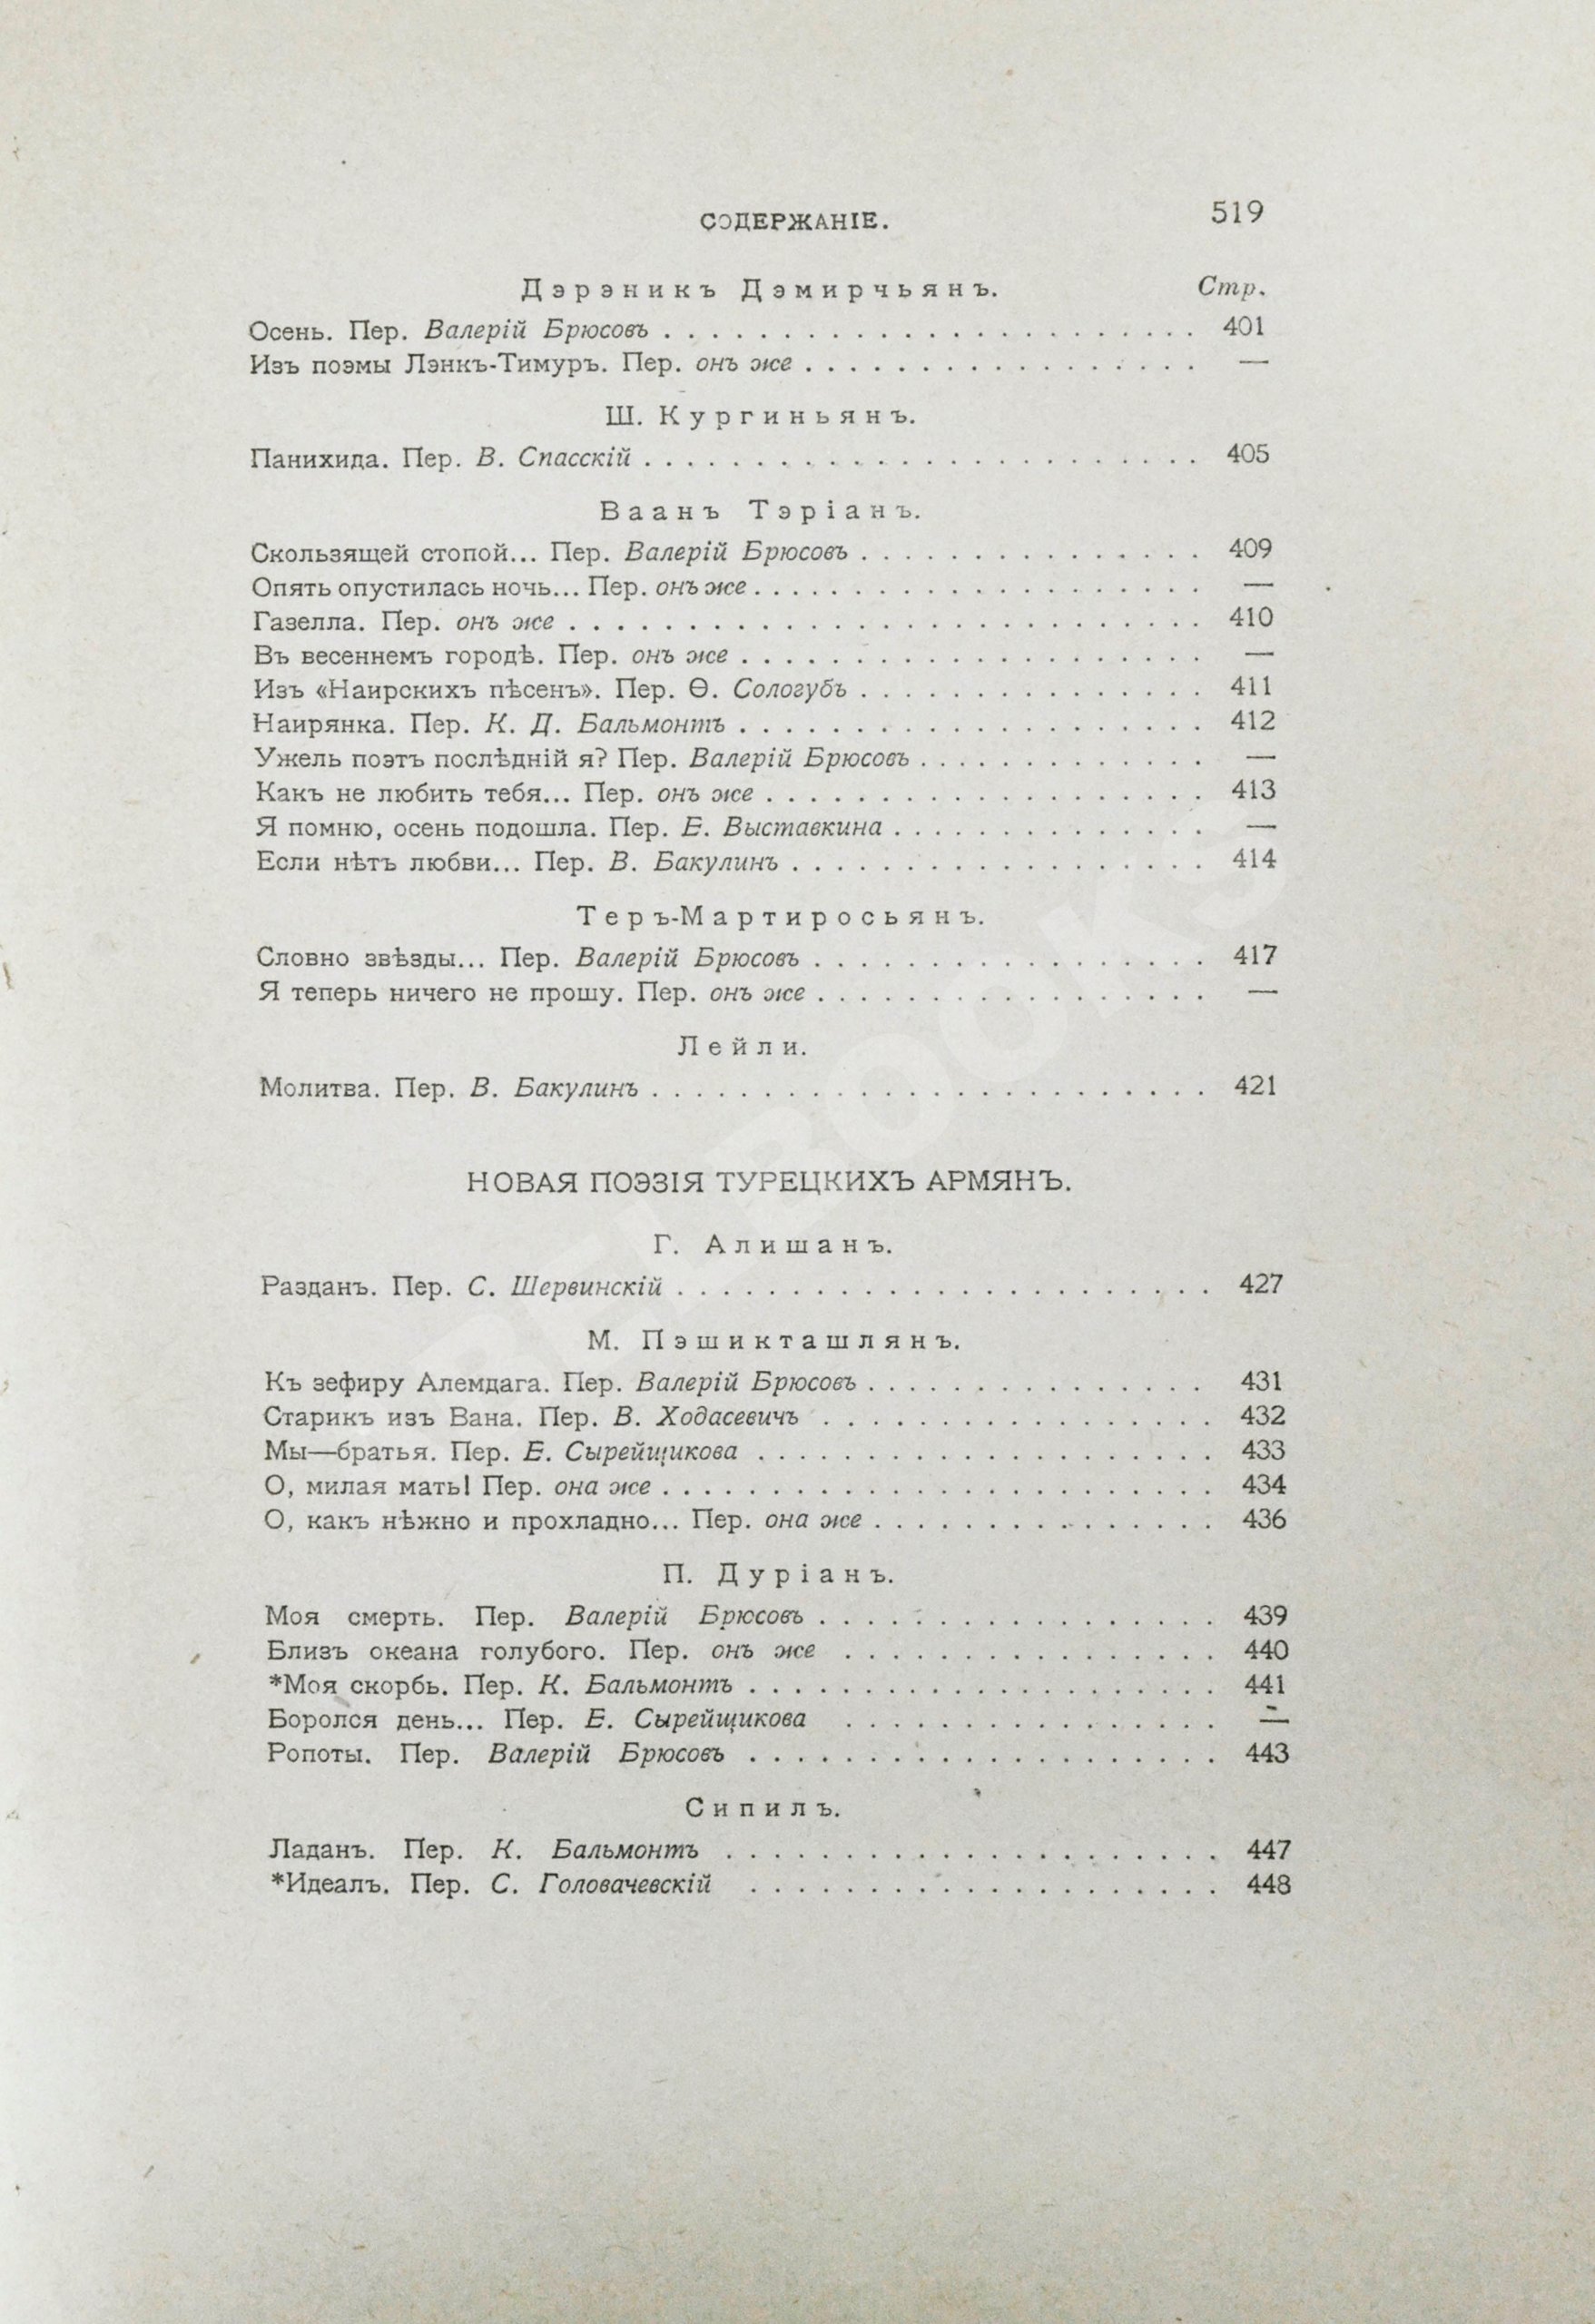 СОДЕРЖАНІЕ. 519
Дэрэникъ Дэмирчьянъ. Стр.
Осень. Пер. Валерій Брюсовъ . . . . . . . . . . . . . . . . . . . . . . . 401
Изъ поэмы Лэнкъ-Тимуръ. Пер. онъ же . . . . . . . . . . . . . . . . . —
Ш. Кургиньянъ.
Панихида. Пер. В. Спасскій . . . . . . . . . . . . . . . . . . . . . . . . 405
Ваанъ Тэріанъ.
Скользящей стопой... Пер. Валерій Брюсовъ . . . . . . . . . . . . . . . 409
Опять опустилась ночь... Пер. онъ же . . . . . . . . . . . . . . . . . . . —
Газелла. Пер. онъ же . . . . . . . . . . . . . . . . . . . . . . . . . . . 410
Въ весеннемъ городѣ. Пер. онъ же . . . . . . . . . . . . . . . . . . . . —
Изъ «Наирскихъ пѣсенъ». Пер. Ѳ. Сологубъ . . . . . . . . . . . . . . . 411
Наирянка. Пер. К. Д. Бальмонтъ . . . . . . . . . . . . . . . . . . . . 412
Ужель поэтъ послѣдній я? Пер. Валерій Брюсовъ . . . . . . . . . . . . . —
Какъ не любить тебя... Пер. онъ же . . . . . . . . . . . . . . . . . . . 413
Я помню, осень подошла. Пер. Е. Выставкина . . . . . . . . . . . . . . —
Если нѣтъ любви... Пер. В. Бакулинъ . . . . . . . . . . . . . . . . . . 414
Теръ-Мартиросьянъ.
Словно звѣзды... Пер. Валерій Брюсовъ . . . . . . . . . . . . . . . . . 417
Я теперь ничего не прошу. Пер. онъ же . . . . . . . . . . . . . . . . . —
Лейли.
Молитва. Пер. В. Бакулинъ . . . . . . . . . . . . . . . . . . . . . . . . 421
НОВАЯ ПОЭЗІЯ ТУРЕЦКИХЪ АРМЯНЪ.
Г. Алишанъ.
Разданъ. Пер. С. Шервинскій . . . . . . . . . . . . . . . . . . . . . . . 427
М. Пэшикташлянъ.
Къ зефиру Алемдага. Пер. Валерій Брюсовъ . . . . . . . . . . . . . . . 431
Старикъ изъ Вана. Пер. В. Ходасевичъ . . . . . . . . . . . . . . . . . 432
Мы—братья. Пер. Е. Сырейщикова . . . . . . . . . . . . . . . . . . . . 433
О, милая мать! Пер. она же . . . . . . . . . . . . . . . . . . . . . . . . 434
О, какъ нѣжно и прохладно... Пер. она же . . . . . . . . . . . . . . . 436
П. Дуріанъ.
Моя смерть. Пер. Валерій Брюсовъ . . . . . . . . . . . . . . . . . 439
Близъ океана голубого. Пер. онъ же . . . . . . . . . . . . . . . . 440
*Моя скорбь. Пер. К. Бальмонтъ . . . . . . . . . . . . . . . . . . . . 441
Боролся день... Пер. Е. Сырейщикова . . . . . . . . . . . . . . . . —
Ропоты. Пер. Валерій Брюсовъ . . . . . . . . . . . . . . . . . . . . 443
Сипилъ.
Ладанъ. Пер. К. Бальмонтъ . . . . . . . . . . . . . . . . . . . . . 447
*Идеалъ. Пер. С. Головачевскій . . . . . . . . . . . . . . . . . . . . 448